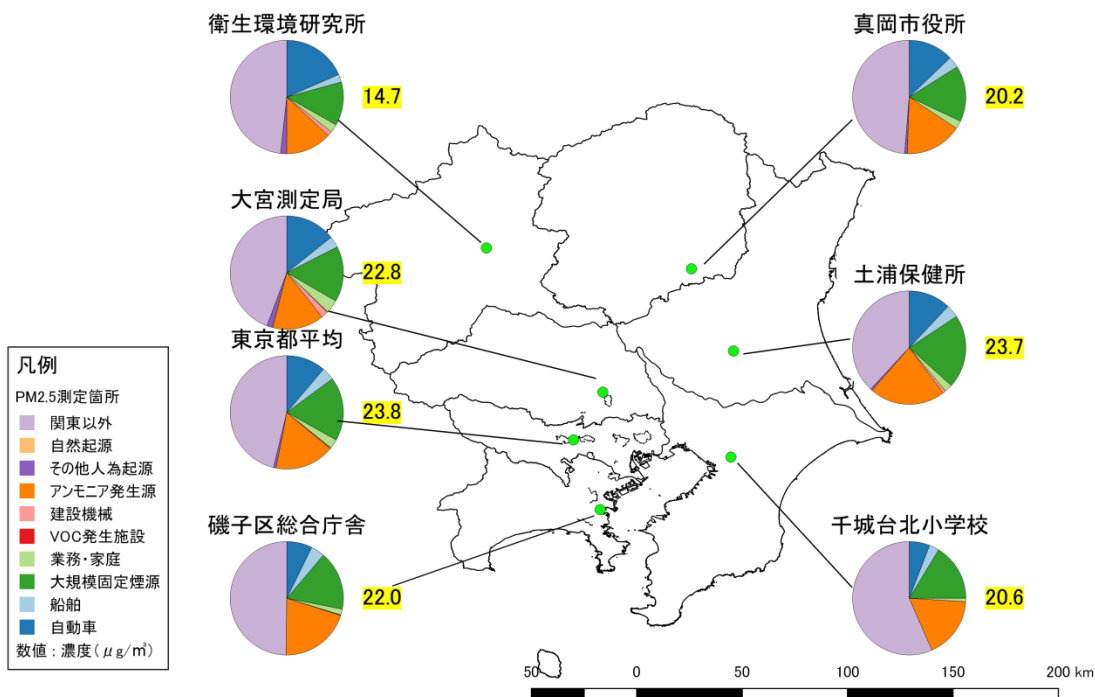 衛生環境研究所
14.7
真岡市役所
20.2
大宮測定局
22.8
土浦保健所
23.7
東京都平均
23.8
凡例
PM2.5測定箇所
関東以外
自然起源
その他人為起源
アンモニア発生源
建設機械
VOC発生施設
業務・家庭
大規模固定煙源
船舶
自動車
数値：濃度(μg/㎥)
磯子区総合庁舎
22.0
千城台北小学校
20.6
50 0 50 100 150 200 km